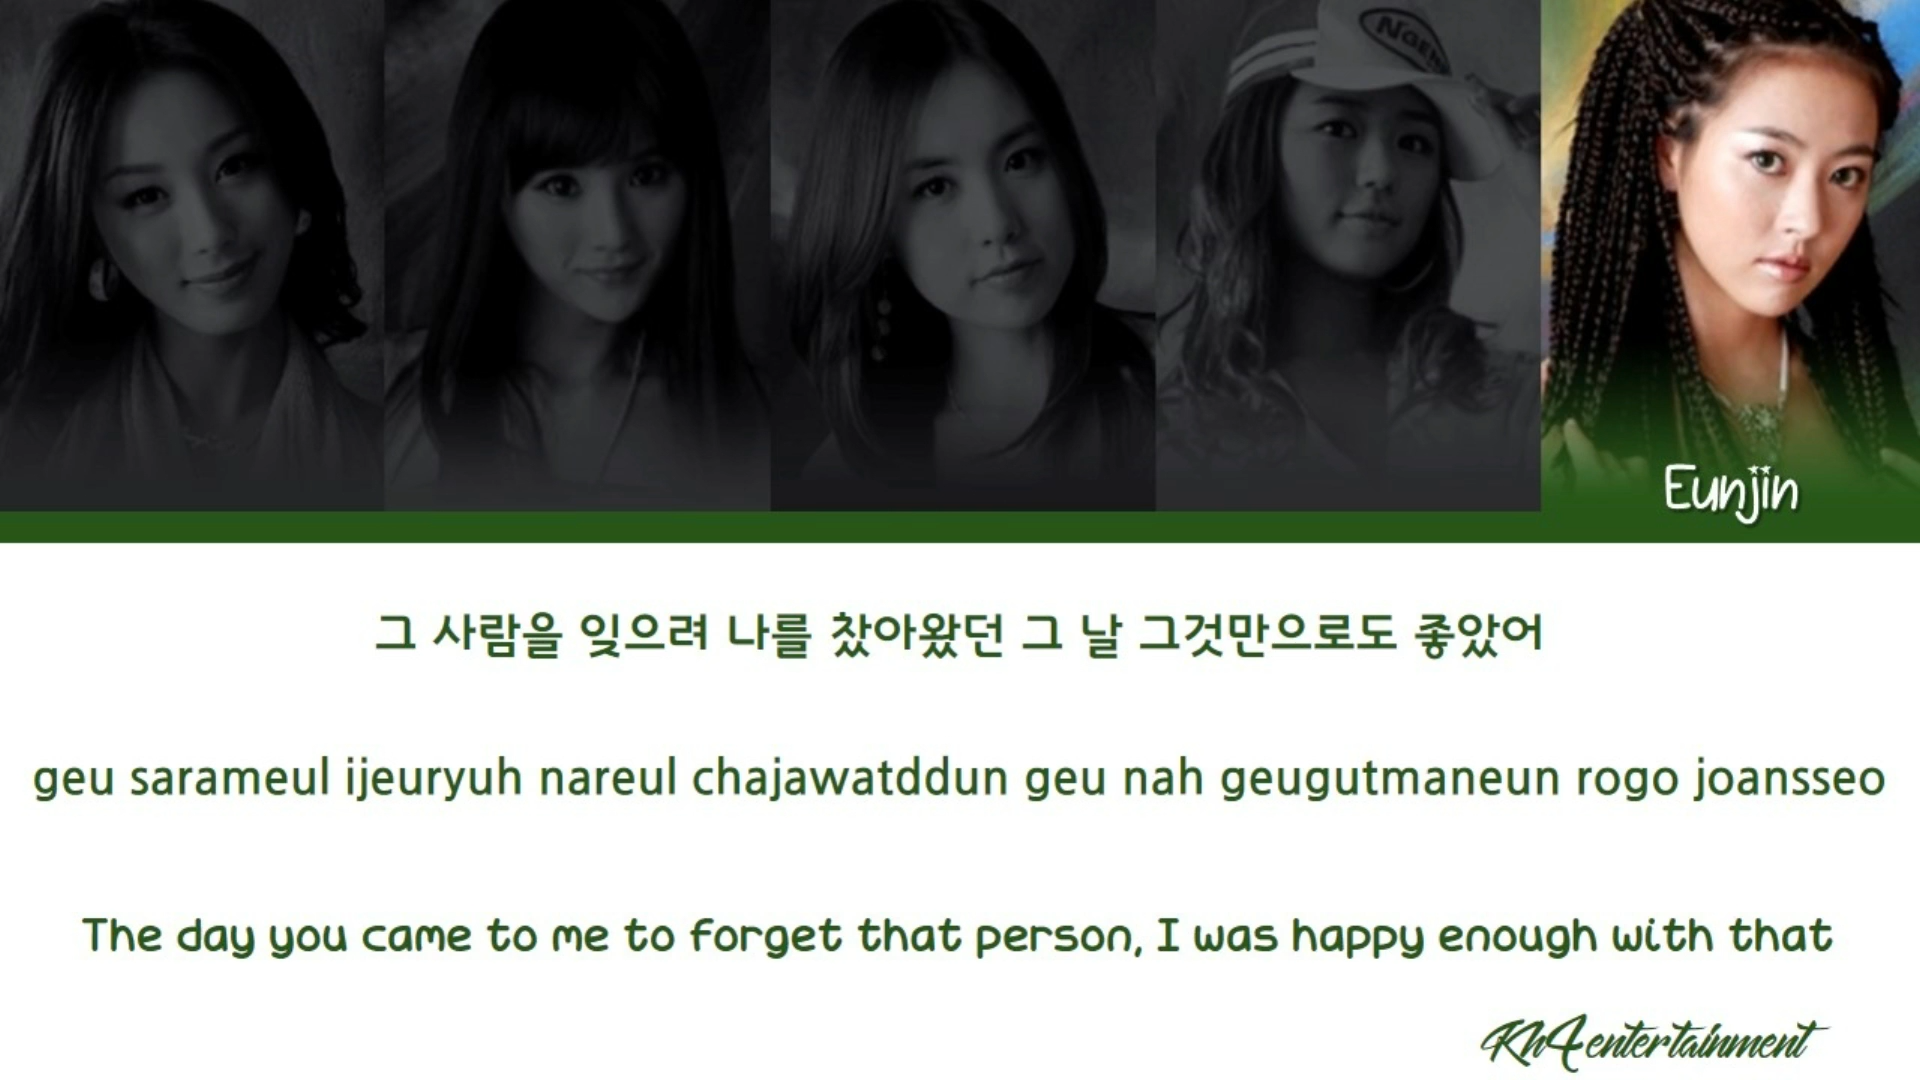 NGEN
Eunjin
그 사람을 잊으려 나를 찾아왔던 그 날 그것만으로도 좋았어
geu sarameul ijeuryuh nareul chajawatddun geu nah geugutmaneun rogo joansseo
The day you came to me to forget that person, I was happy enough with that
Kh4entertainment